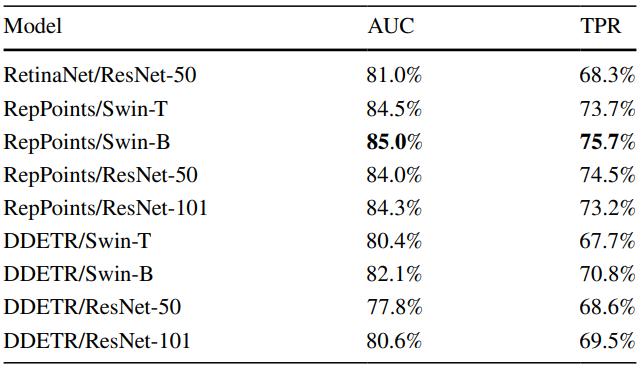 Model AUC TPR
RetinaNet/ResNet-50 81.0% 68.3%
RepPoints/Swin-T 84.5% 73.7%
RepPoints/Swin-B 85.0% 75.7%
RepPoints/ResNet-50 84.0% 74.5%
RepPoints/ResNet-101 84.3% 73.2%
DDETR/Swin-T 80.4% 67.7%
DDETR/Swin-B 82.1% 70.8%
DDETR/ResNet-50 77.8% 68.6%
DDETR/ResNet-101 80.6% 69.5%